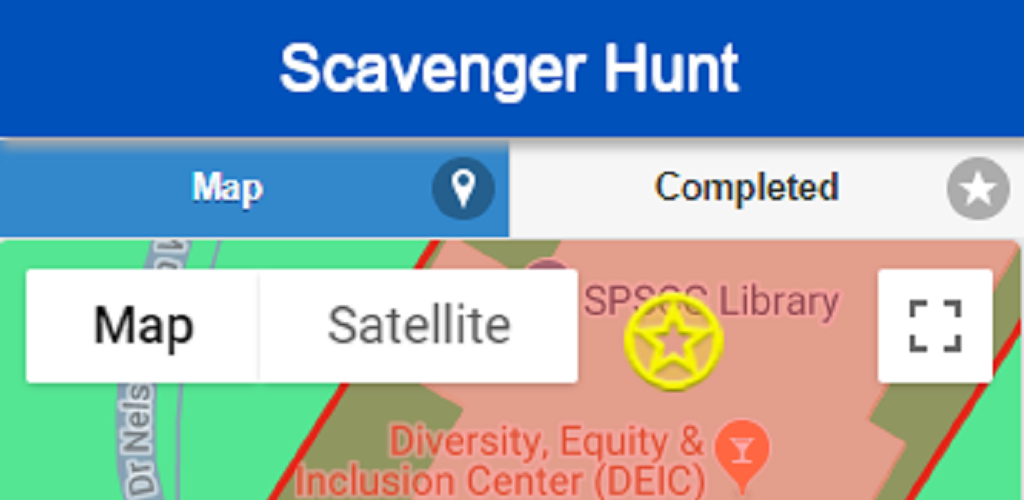 Scavenger Hunt
Map
Completed
Map
Satellite
SPSCC Library
Diversity, Equity &
Inclusion Center (DEIC)
Dr Nels